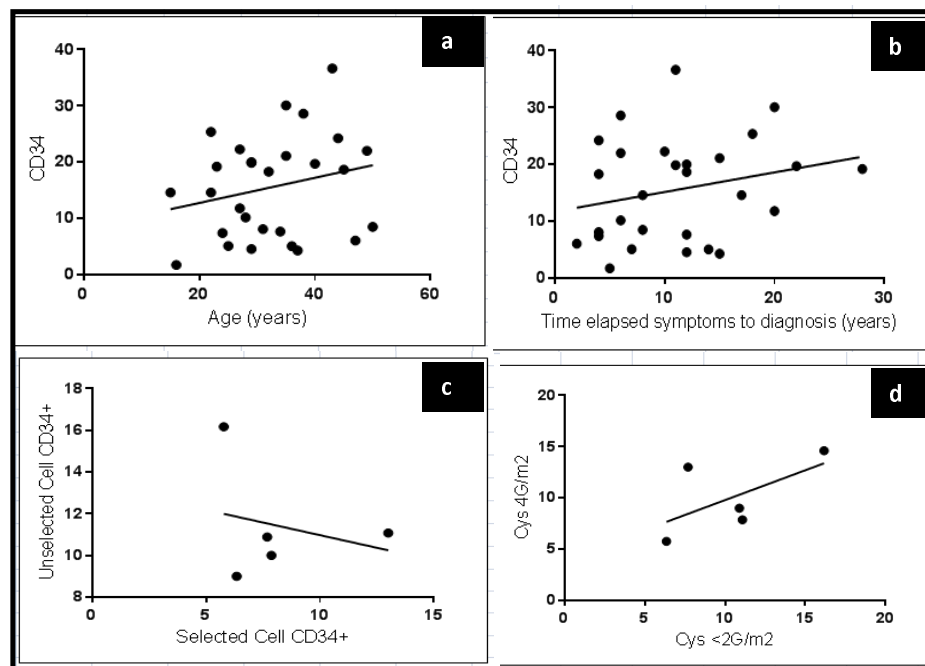 a
40
30
20
10
0
CD34
0 20 40 60
Age (years)
b
40
30
20
10
0
CD34
0 10 20 30
Time elapsed symptoms to diagnosis (years)
c
18
16
14
12
10
8
Unselected Cell CD34+
0 5 10 15
Selected Cell CD34+
d
20
15
10
5
0
Cys 4G/m2
0 5 10 15 20
Cys <2G/m2